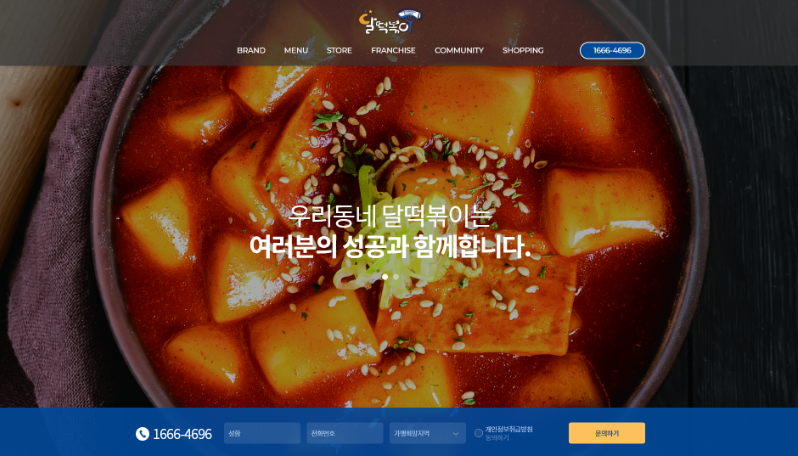 달떡볶이
BRAND MENU STORE FRANCHISE COMMUNITY SHOPPING 1666-4696
우리동네 달떡볶이는
여러분의 성공과 함께합니다.
1666-4696 상황 전화번호 가맹희망지역 개인정보취급방침 문의하기
동의하기